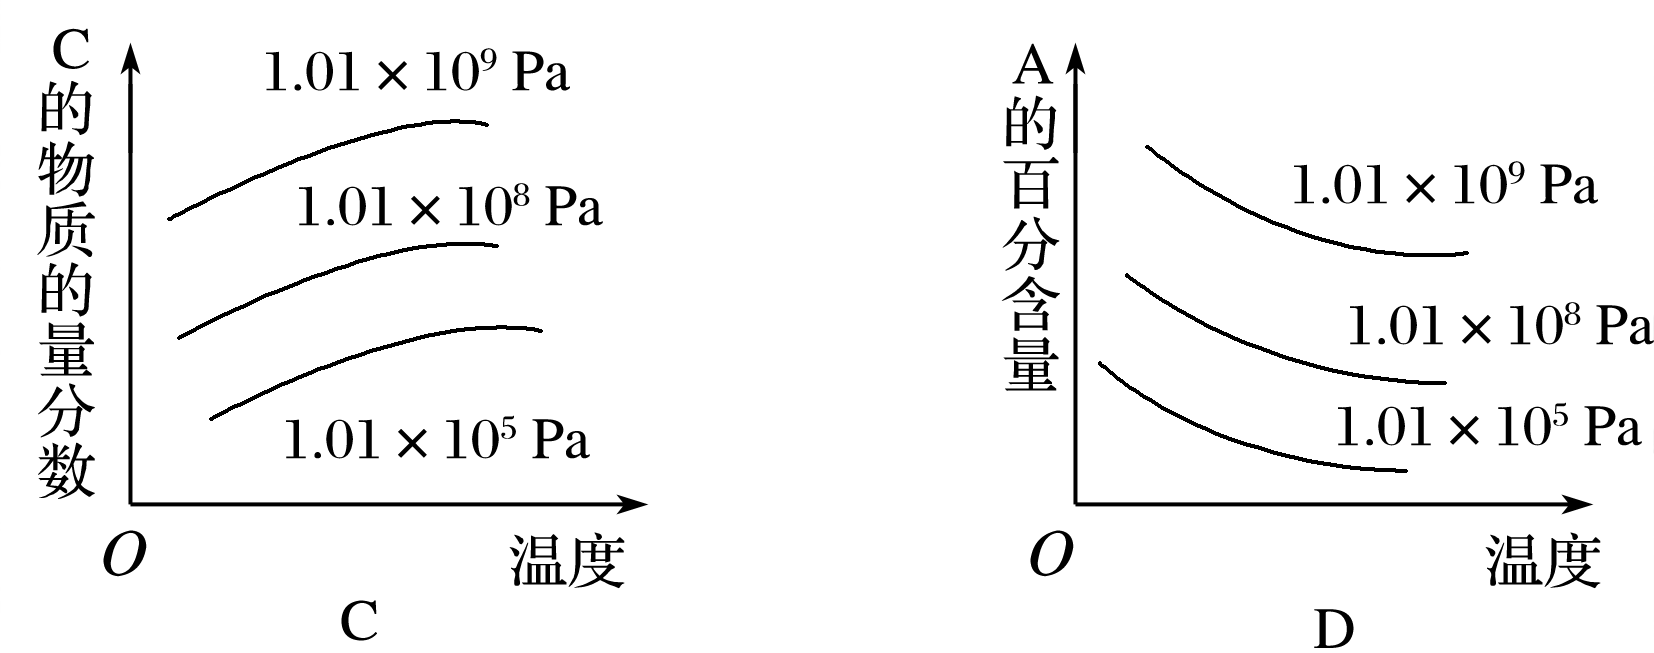 C的物质的量分数
1.01 × 10⁹ Pa
1.01 × 10⁸ Pa
1.01 × 10⁵ Pa
O
温度
C
A的百分含量
1.01 × 10⁹ Pa
1.01 × 10⁸ Pa
1.01 × 10⁵ Pa
O
温度
D